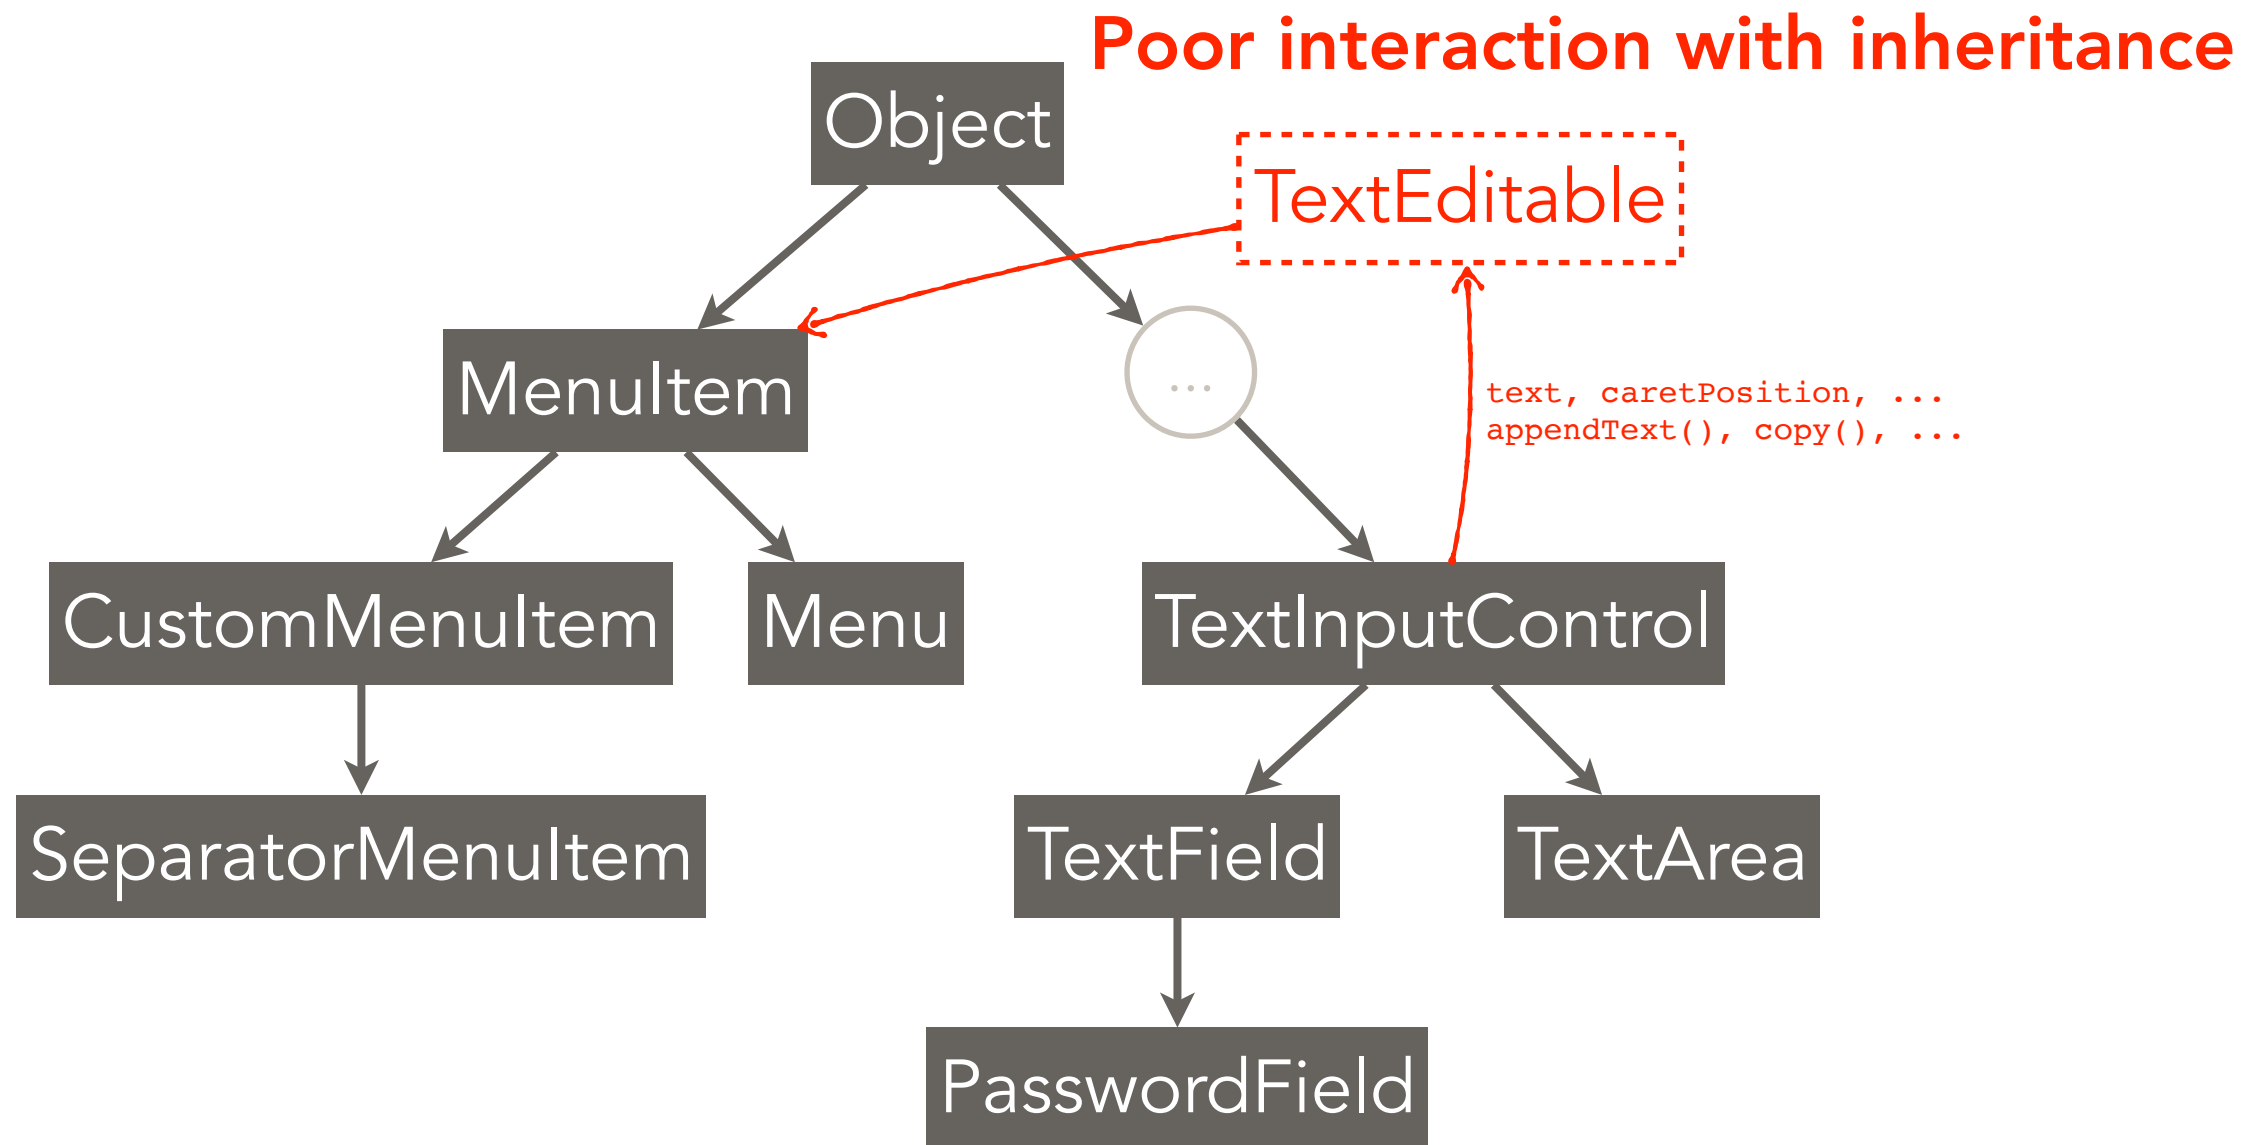 Poor interaction with inheritance
Object
TextEditable
MenuItem
...
text, caretPosition, ...
appendText(), copy(), ...
CustomMenuItem
Menu
TextInputControl
SeparatorMenuItem
TextField
TextArea
PasswordField